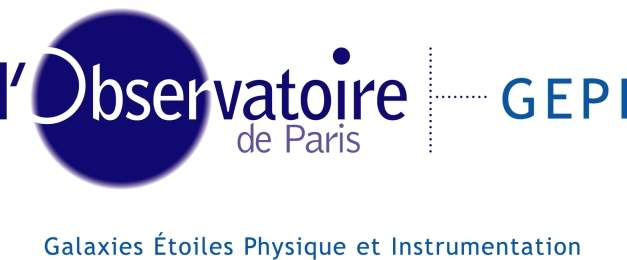 l'Observatoire GEPI
de Paris
Galaxies Étoiles Physique et Instrumentation